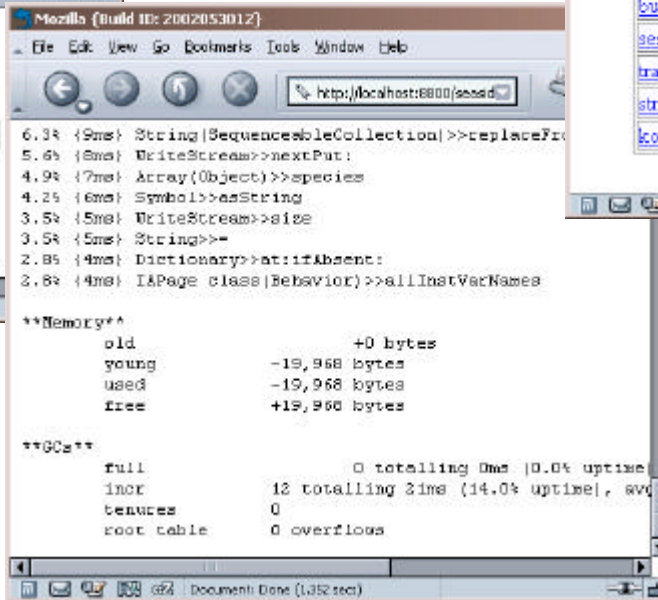 Mozilla {Build ID: 2002053012}
File Edit View Go Bookmarks Tools Window Help
http://localhost:8800/seasid
6.3% {9ms} String(SequenceableCollection)>>replaceFro
5.6% {8ms} WriteStream>>nextPut:
4.9% {7ms} Array(Object)>>species
4.2% {6ms} Symbol>>asString
3.5% {5ms} WriteStream>>size
3.5% {5ms} String>>=
2.8% {4ms} Dictionary>>at:ifAbsent:
2.8% {4ms} IAPage class(Behavior)>>allInstVarNames
**Memory**
old +0 bytes
young -19,968 bytes
used -19,968 bytes
free +19,968 bytes
**GCs**
full 0 totalling 0ms (0.0% uptime)
incr 12 totalling 21ms (14.0% uptime), avg
tenures 0
root table 0 overflows
Document: Done (1.352 secs)
bu
ses
tra
str